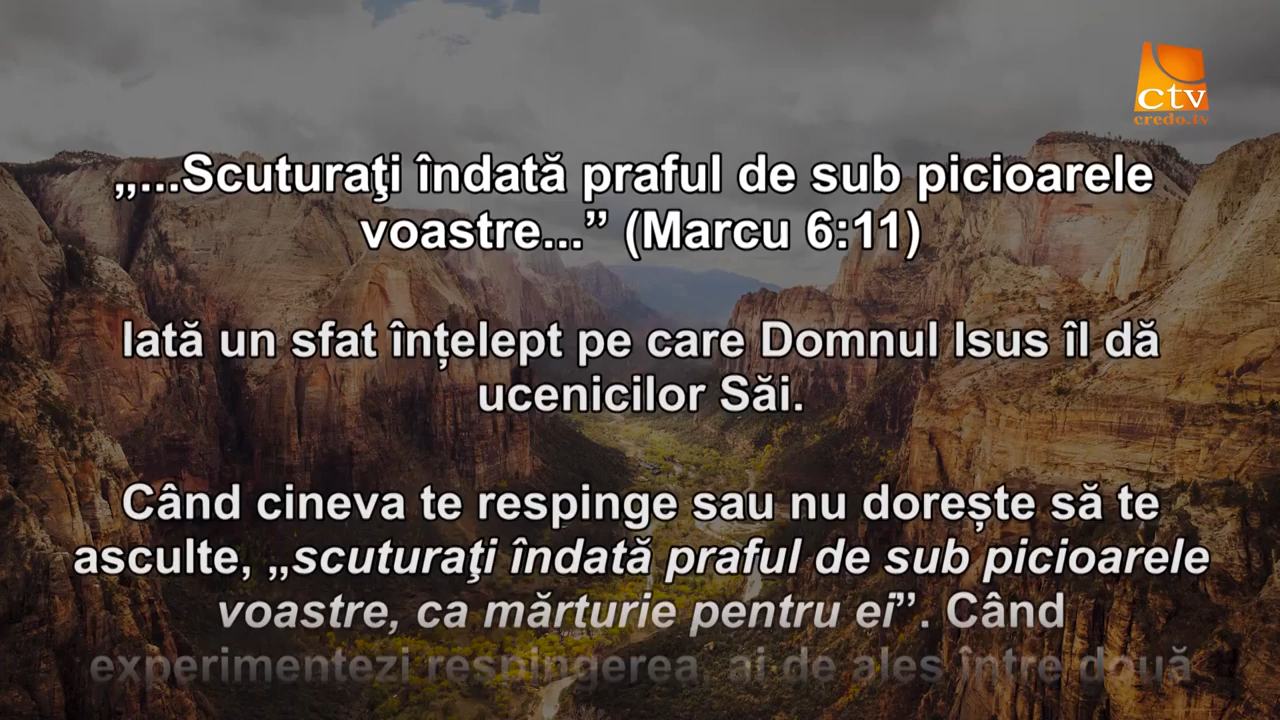 ctv
credo.tv
„...Scuturaţi îndată praful de sub picioarele
voastre...” (Marcu 6:11)
Iată un sfat înțelept pe care Domnul Isus îl dă
ucenicilor Săi.
Când cineva te respinge sau nu dorește să te
asculte, „scuturaţi îndată praful de sub picioarele
voastre, ca mărturie pentru ei”. Când
experimentezi respingerea, ai de ales între două